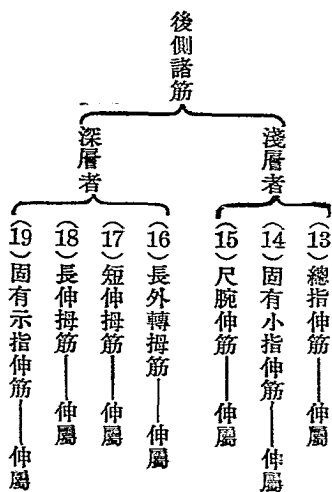 後側諸筋
淺層者
(13)總指伸筋——伸屬
(14)固有小指伸筋——伸屬
(15)尺腕伸筋——伸屬
深層者
(16)長外轉拇筋——伸屬
(17)短伸拇筋——伸屬
(18)長伸拇筋——伸屬
(19)固有示指伸筋——伸屬